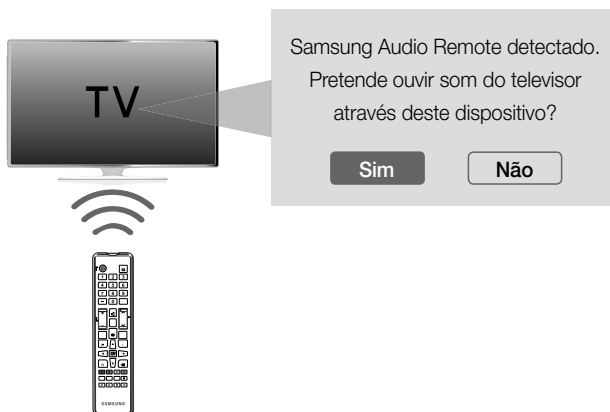 TV
Samsung Audio Remote detectado.
Pretende ouvir som do televisor
através deste dispositivo?
Sim Não
SAMSUNG